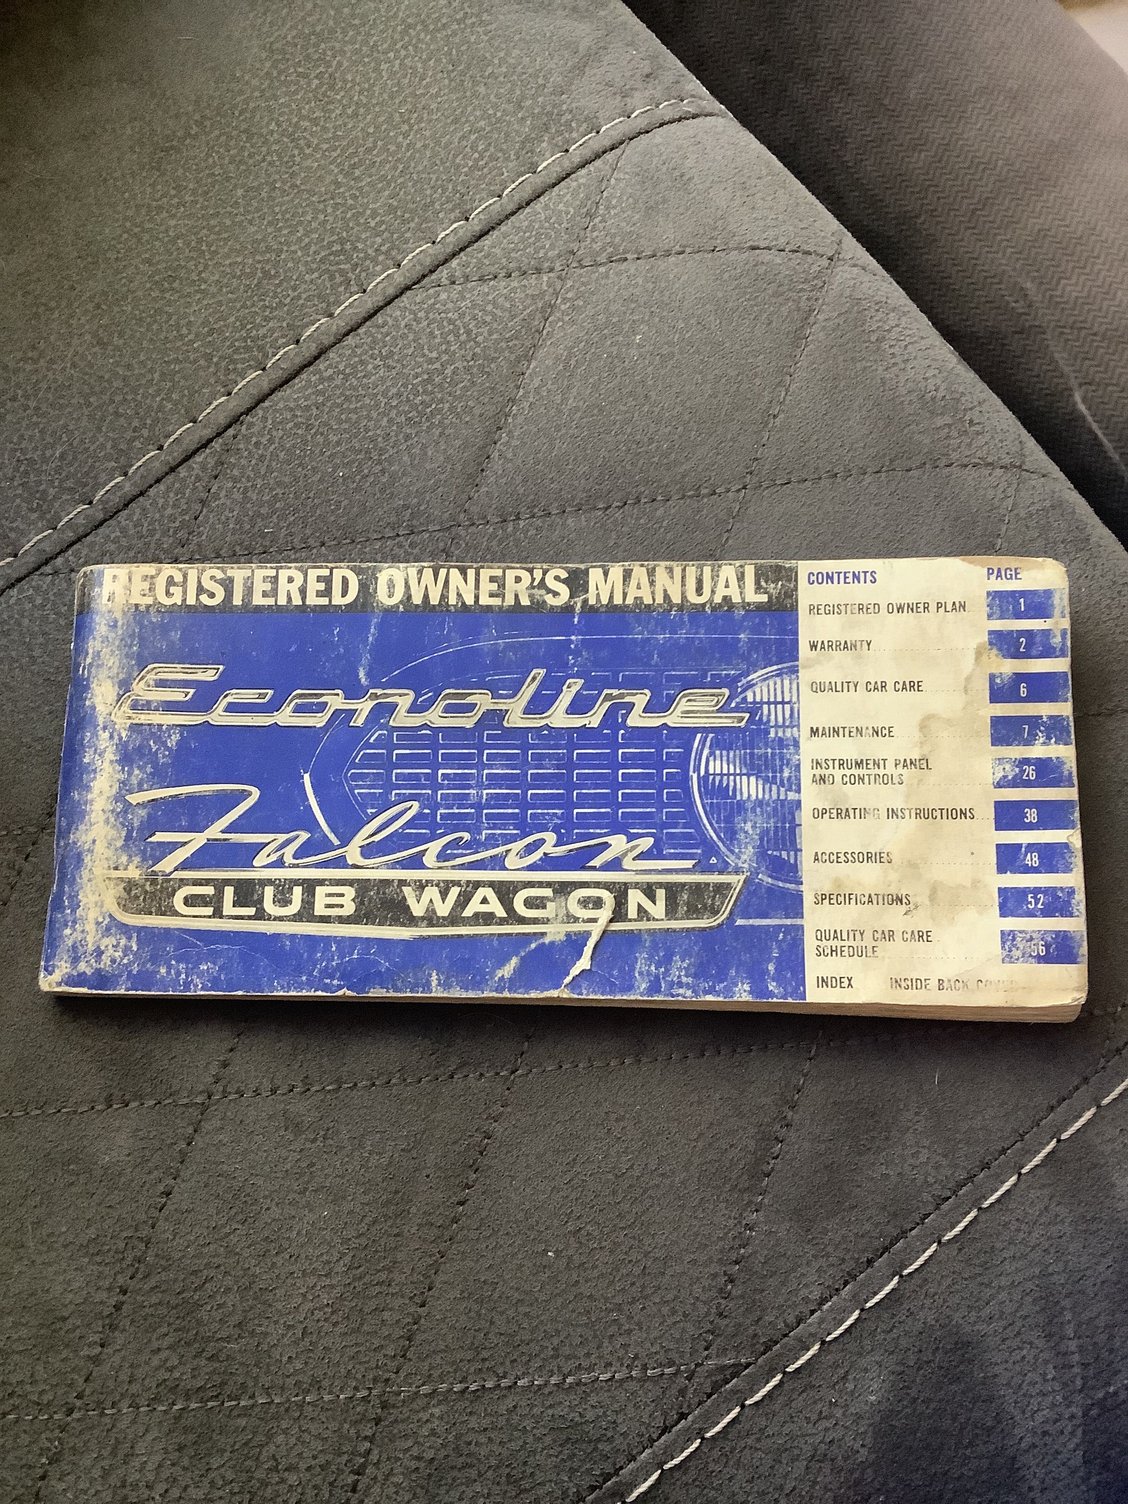 REGISTERED OWNER'S MANUAL
Econoline
Falcon
CLUB WAGON
CONTENTS PAGE
REGISTERED OWNER PLAN 1
WARRANTY 2
QUALITY CAR CARE 6
MAINTENANCE 7
INSTRUMENT PANEL
AND CONTROLS 26
OPERATING INSTRUCTIONS 38
ACCESSORIES 48
SPECIFICATIONS 52
QUALITY CAR CARE
SCHEDULE 56
INDEX INSIDE BACK COVER